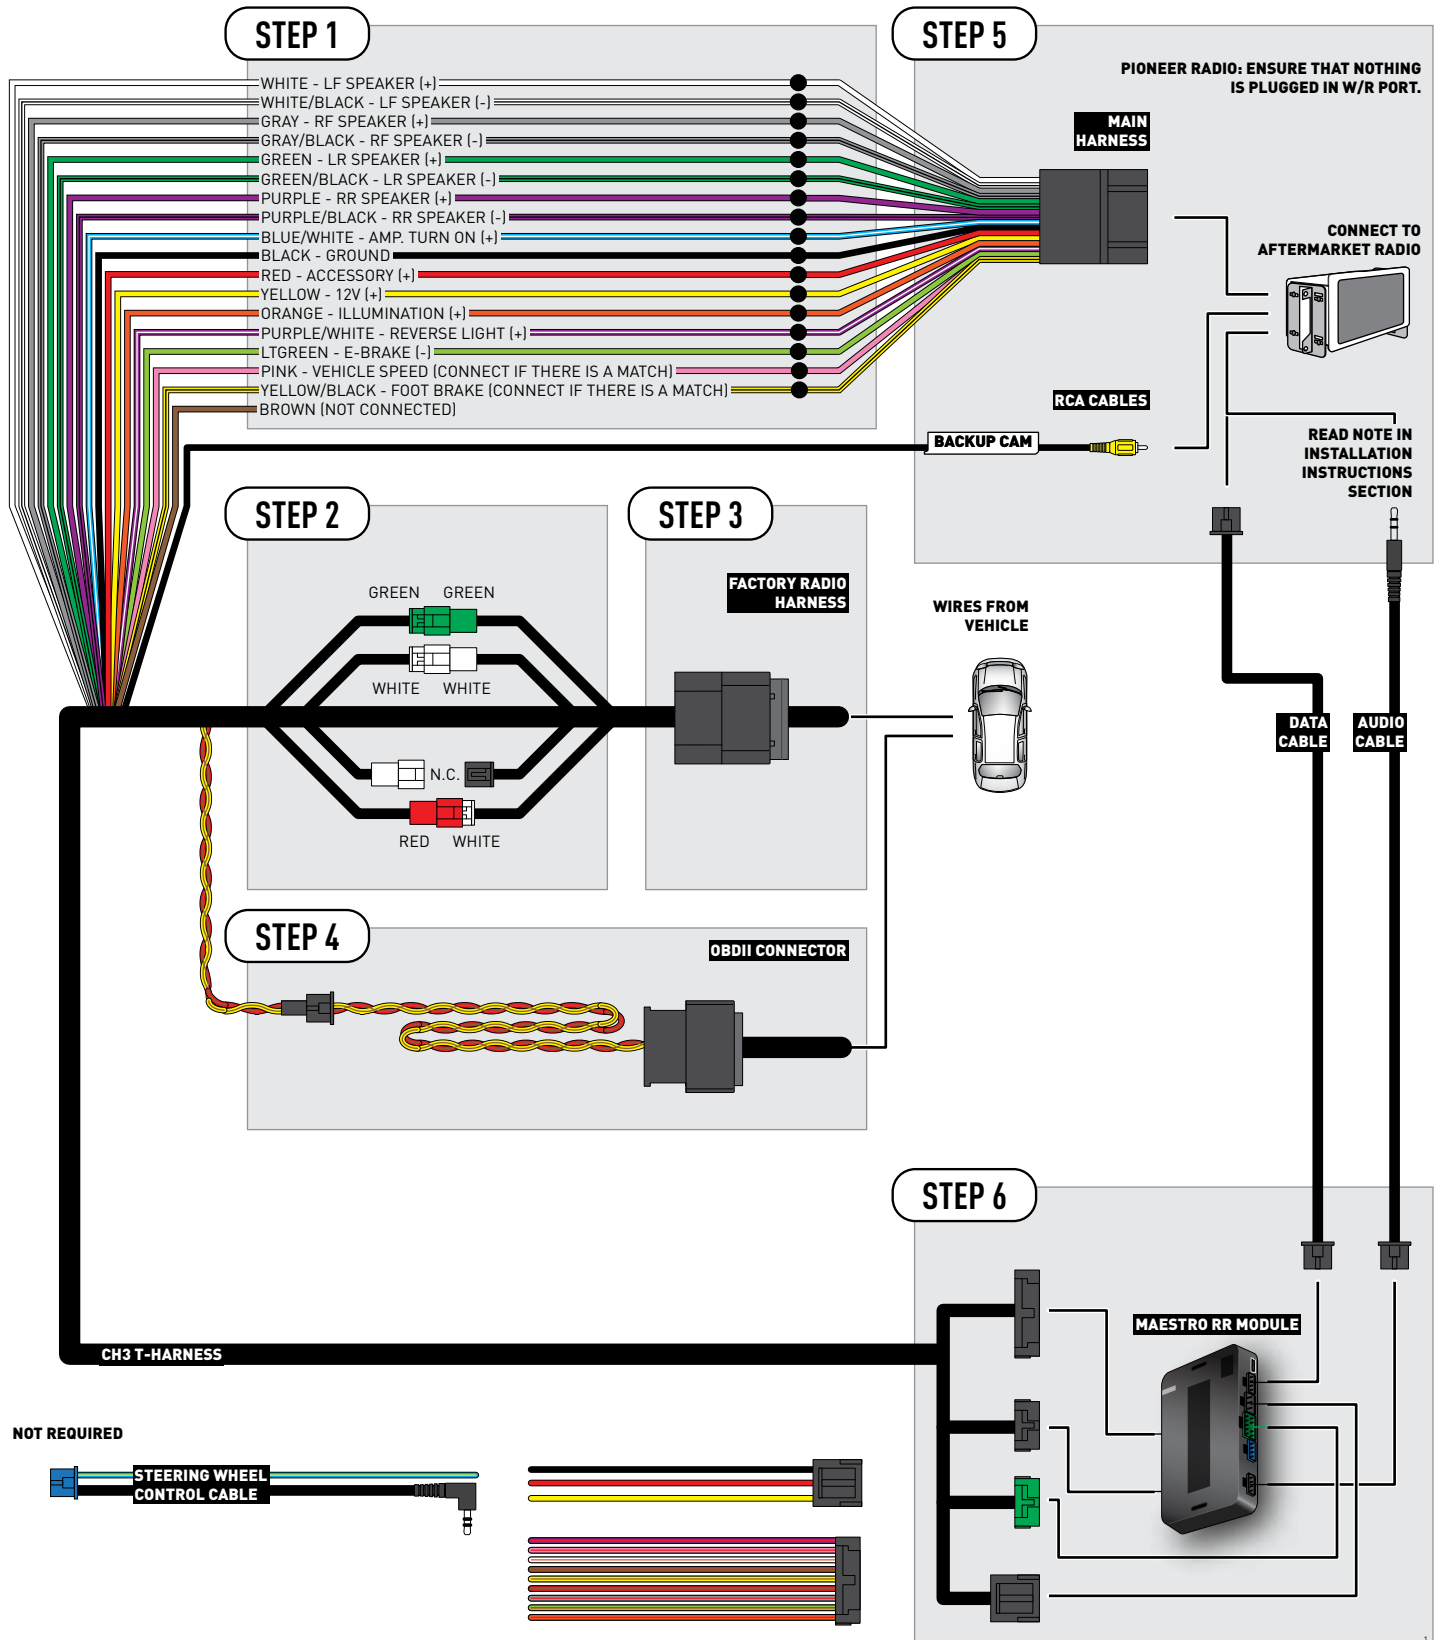 STEP 1
WHITE - LF SPEAKER (+)
WHITE/BLACK - LF SPEAKER (-)
GRAY - RF SPEAKER (+)
GRAY/BLACK - RF SPEAKER (-)
GREEN - LR SPEAKER (+)
GREEN/BLACK - LR SPEAKER (-)
PURPLE - RR SPEAKER (+)
PURPLE/BLACK - RR SPEAKER (-)
BLUE/WHITE - AMP. TURN ON (+)
BLACK - GROUND
RED - ACCESSORY (+)
YELLOW - 12V (+)
ORANGE - ILLUMINATION (+)
PURPLE/WHITE - REVERSE LIGHT (+)
LTGREEN - E-BRAKE (-)
PINK - VEHICLE SPEED (CONNECT IF THERE IS A MATCH)
YELLOW/BLACK - FOOT BRAKE (CONNECT IF THERE IS A MATCH)
BROWN (NOT CONNECTED)
STEP 5
PIONEER RADIO: ENSURE THAT NOTHING
IS PLUGGED IN W/R PORT.
MAIN
HARNESS
CONNECT TO
AFTERMARKET RADIO
RCA CABLES
BACKUP CAM
READ NOTE IN
INSTALLATION
INSTRUCTIONS
SECTION
STEP 2
GREEN GREEN
WHITE WHITE
N.C.
RED WHITE
STEP 3
FACTORY RADIO
HARNESS
WIRES FROM
VEHICLE
DATA
CABLE
AUDIO
CABLE
STEP 4
OBDII CONNECTOR
STEP 6
MAESTRO RR MODULE
CH3 T-HARNESS
NOT REQUIRED
STEERING WHEEL
CONTROL CABLE
1